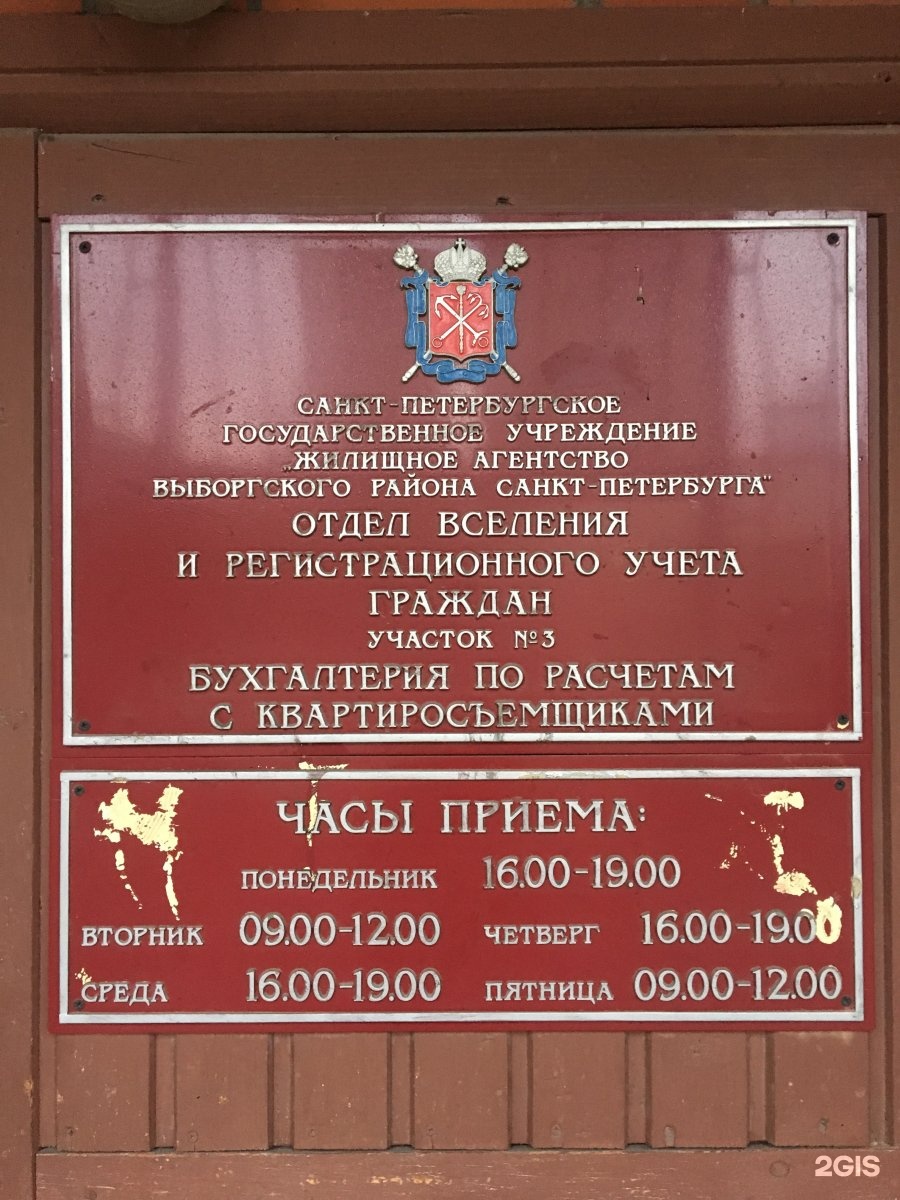 САНКТ-ПЕТЕРБУРГСКОЕ
ГОСУДАРСТВЕННОЕ УЧРЕЖДЕНИЕ
„ЖИЛИЩНОЕ АГЕНТСТВО
ВЫБОРГСКОГО РАЙОНА САНКТ-ПЕТЕРБУРГА"
ОТДЕЛ ВСЕЛЕНИЯ
И РЕГИСТРАЦИОННОГО УЧЕТА
ГРАЖДАН
УЧАСТОК №3
БУХГАЛТЕРИЯ ПО РАСЧЕТАМ
С КВАРТИРОСЪЕМЩИКАМИ
ЧАСЫ ПРИЕМА:
ПОНЕДЕЛЬНИК 16.00-19.00
ВТОРНИК 09.00-12.00 ЧЕТВЕРГ 16.00-19.00
СРЕДА 16.00-19.00 ПЯТНИЦА 09.00-12.00
2GIS